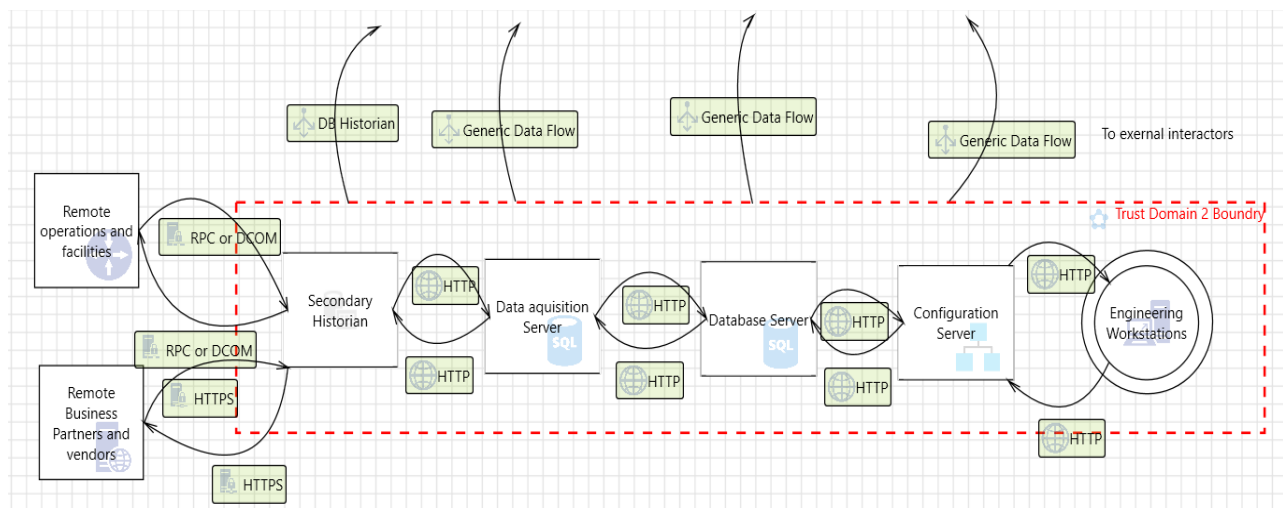 DB Historian
Generic Data Flow
Generic Data Flow
Generic Data Flow
To exernal interactors
Trust Domain 2 Boundry
Remote
operations and
facilities
RPC or DCOM
Secondary
Historian
HTTP
Data aquisition
Server
SQL
HTTP
Database Server
SQL
HTTP
Configuration
Server
HTTP
Engineering
Workstations
RPC or DCOM
HTTP
HTTP
HTTP
HTTP
Remote
Business
Partners and
vendors
HTTPS
HTTPS